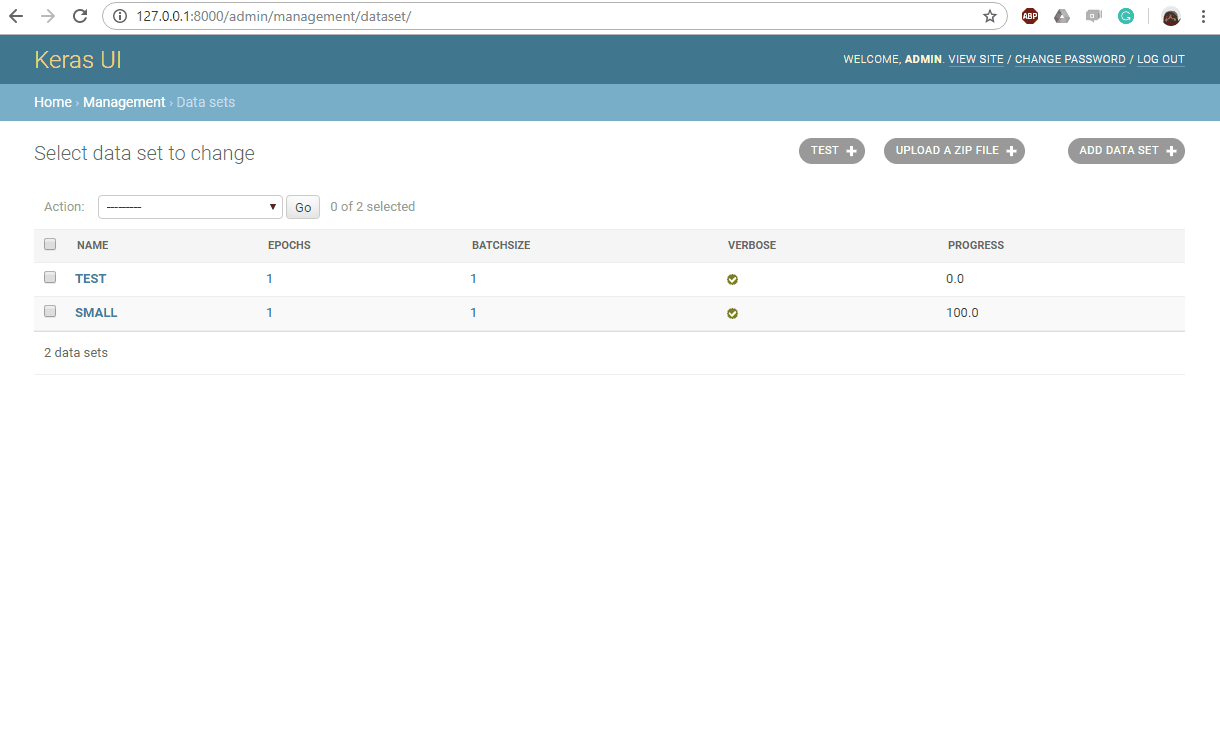 127.0.0.1:8000/admin/management/dataset/
ABP
Keras UI
WELCOME, ADMIN. VIEW SITE / CHANGE PASSWORD / LOG OUT
Home › Management › Data sets
Select data set to change
TEST +
UPLOAD A ZIP FILE +
ADD DATA SET +
Action: --------- Go 0 of 2 selected
NAME EPOCHS BATCHSIZE VERBOSE PROGRESS
TEST 1 1 0.0
SMALL 1 1 100.0
2 data sets